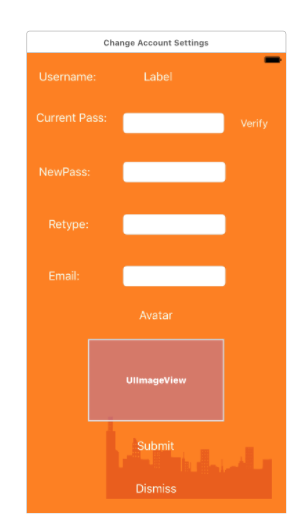 Change Account Settings
Username: Label
Current Pass: Verify
NewPass:
Retype:
Email:
Avatar
UIImageView
Submit
Dismiss